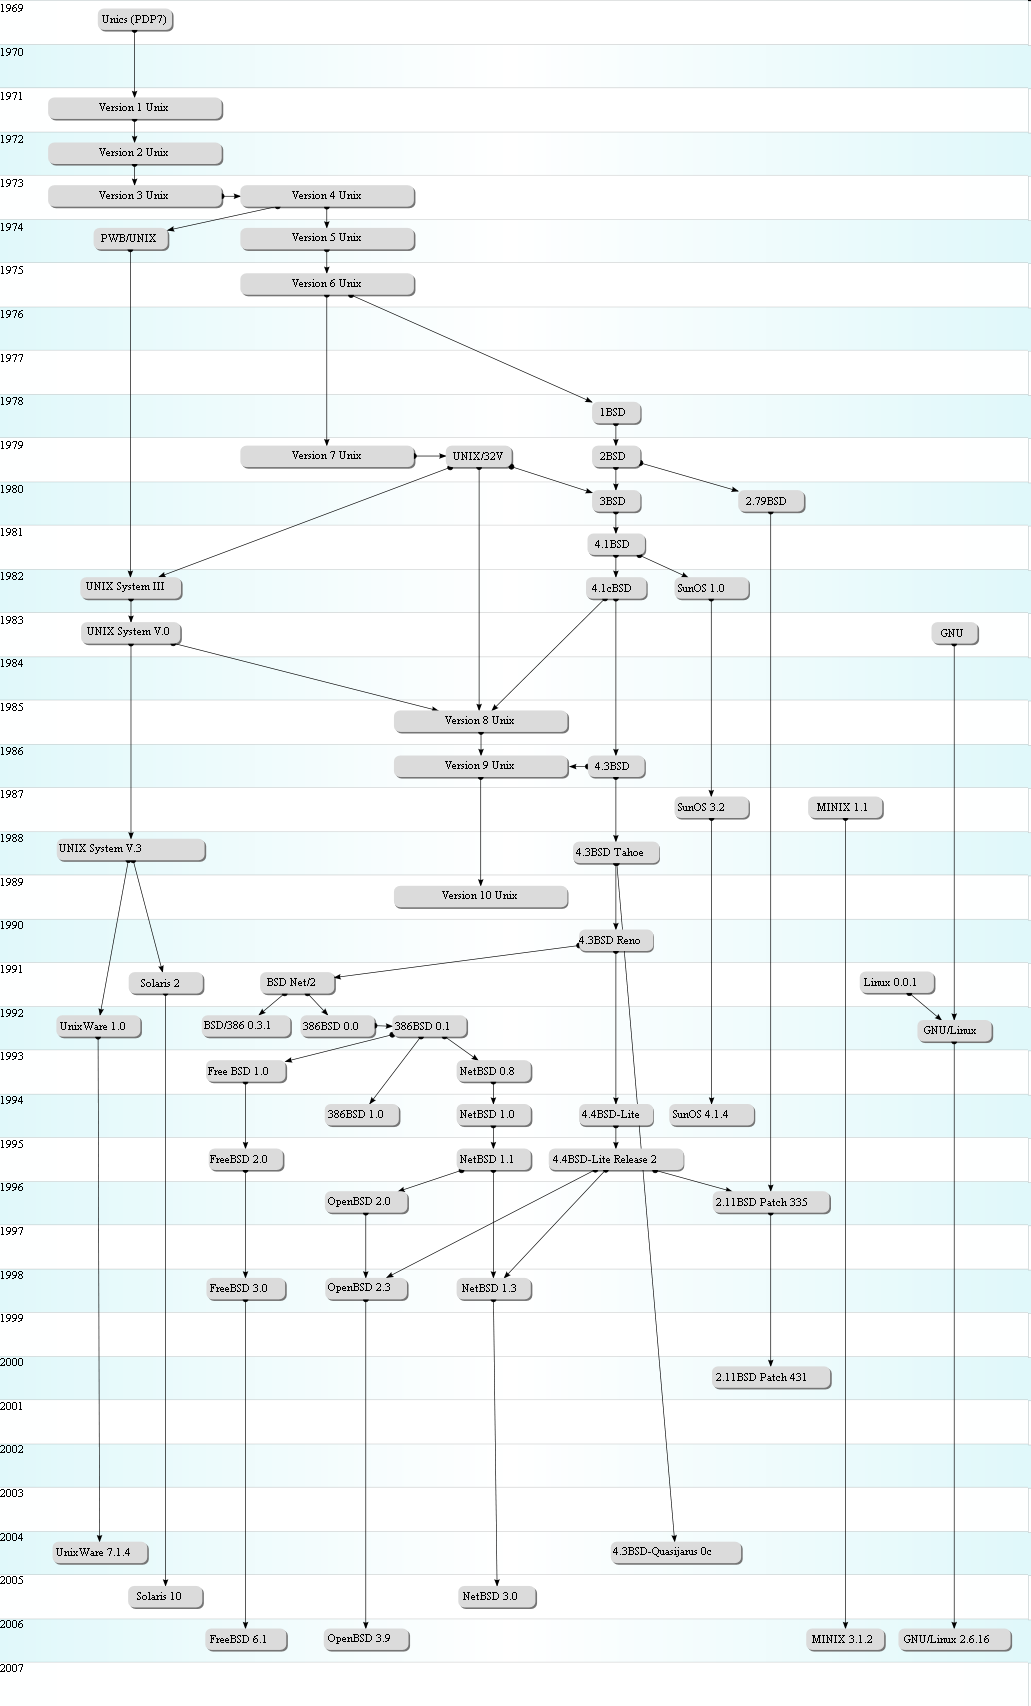 1969
Unics (PDP7)
1970
1971
Version 1 Unix
1972
Version 2 Unix
1973
Version 3 Unix
Version 4 Unix
1974
PWB/UNIX
Version 5 Unix
1975
Version 6 Unix
1976
1977
1978
1BSD
1979
Version 7 Unix
UNIX/32V
2BSD
1980
3BSD
2.79BSD
1981
4.1BSD
1982
UNIX System III
4.1cBSD
SunOS 1.0
1983
UNIX System V.0
GNU
1984
1985
Version 8 Unix
1986
Version 9 Unix
4.3BSD
1987
SunOS 3.2
MINIX 1.1
1988
UNIX System V.3
4.3BSD Tahoe
1989
Version 10 Unix
1990
4.3BSD Reno
1991
Solaris 2
BSD Net/2
Linux 0.0.1
1992
UnixWare 1.0
BSD/386 0.3.1
386BSD 0.0
386BSD 0.1
GNU/Linux
1993
Free BSD 1.0
NetBSD 0.8
1994
386BSD 1.0
NetBSD 1.0
4.4BSD-Lite
SunOS 4.1.4
1995
FreeBSD 2.0
NetBSD 1.1
4.4BSD-Lite Release 2
1996
OpenBSD 2.0
2.11BSD Patch 335
1997
1998
FreeBSD 3.0
OpenBSD 2.3
NetBSD 1.3
1999
2000
2.11BSD Patch 431
2001
2002
2003
2004
UnixWare 7.1.4
4.3BSD-Quasijarus 0c
2005
Solaris 10
NetBSD 3.0
2006
FreeBSD 6.1
OpenBSD 3.9
MINIX 3.1.2
GNU/Linux 2.6.16
2007